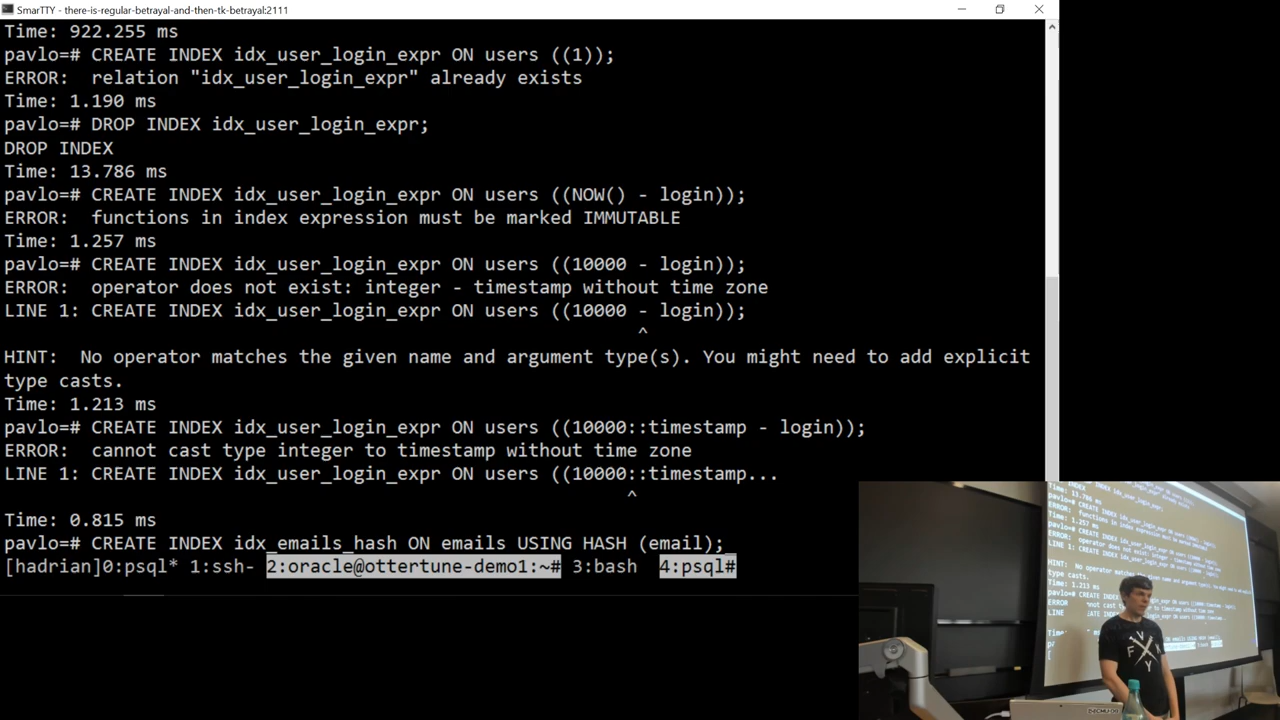 SmarTTY - there-is-regular-betrayal-and-then-tk-betrayal:2111
Time: 922.255 ms
pavlo=# CREATE INDEX idx_user_login_expr ON users ((1));
ERROR:  relation "idx_user_login_expr" already exists
Time: 1.190 ms
pavlo=# DROP INDEX idx_user_login_expr;
DROP INDEX
Time: 13.786 ms
pavlo=# CREATE INDEX idx_user_login_expr ON users ((NOW() - login));
ERROR:  functions in index expression must be marked IMMUTABLE
Time: 1.257 ms
pavlo=# CREATE INDEX idx_user_login_expr ON users ((10000 - login));
ERROR:  operator does not exist: integer - timestamp without time zone
LINE 1: CREATE INDEX idx_user_login_expr ON users ((10000 - login));
^
HINT:  No operator matches the given name and argument type(s). You might need to add explicit
type casts.
Time: 1.213 ms
pavlo=# CREATE INDEX idx_user_login_expr ON users ((10000::timestamp - login));
ERROR:  cannot cast type integer to timestamp without time zone
LINE 1: CREATE INDEX idx_user_login_expr ON users ((10000::timestamp...
^
Time: 0.815 ms
pavlo=# CREATE INDEX idx_emails_hash ON emails USING HASH (email);
[hadrian]0:psql* 1:ssh- 2:oracle@ottertune-demo1:~# 3:bash  4:psql#